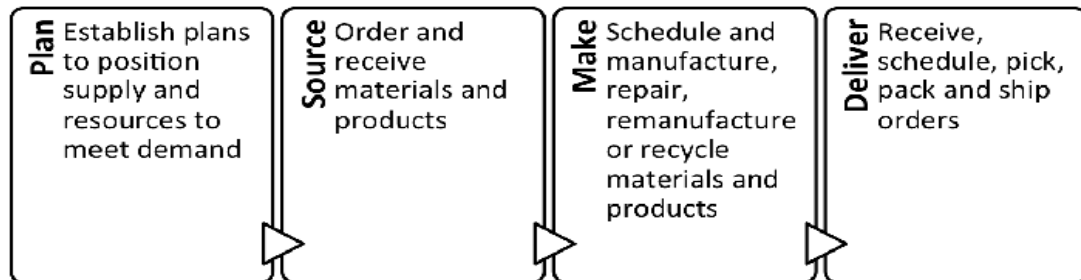 Plan
Establish plans
to position
supply and
resources to
meet demand
Source
Order and
receive
materials and
products
Make
Schedule and
manufacture,
repair,
remanufacture
or recycle
materials and
products
Deliver
Receive,
schedule, pick,
pack and ship
orders